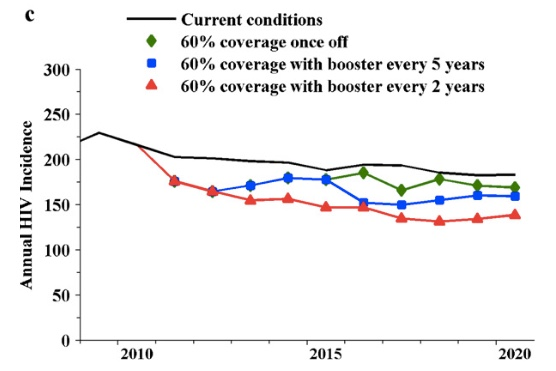 c
Current conditions
60% coverage once off
60% coverage with booster every 5 years
60% coverage with booster every 2 years
Annual HIV Incidence
300
250
200
150
100
50
0
2010 2015 2020